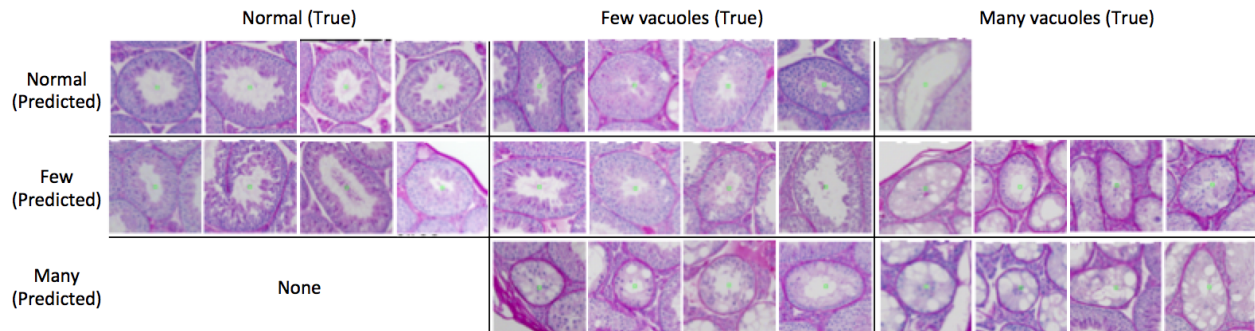 Normal (True)
Few vacuoles (True)
Many vacuoles (True)
Normal
(Predicted)
Few
(Predicted)
Many
(Predicted)
None